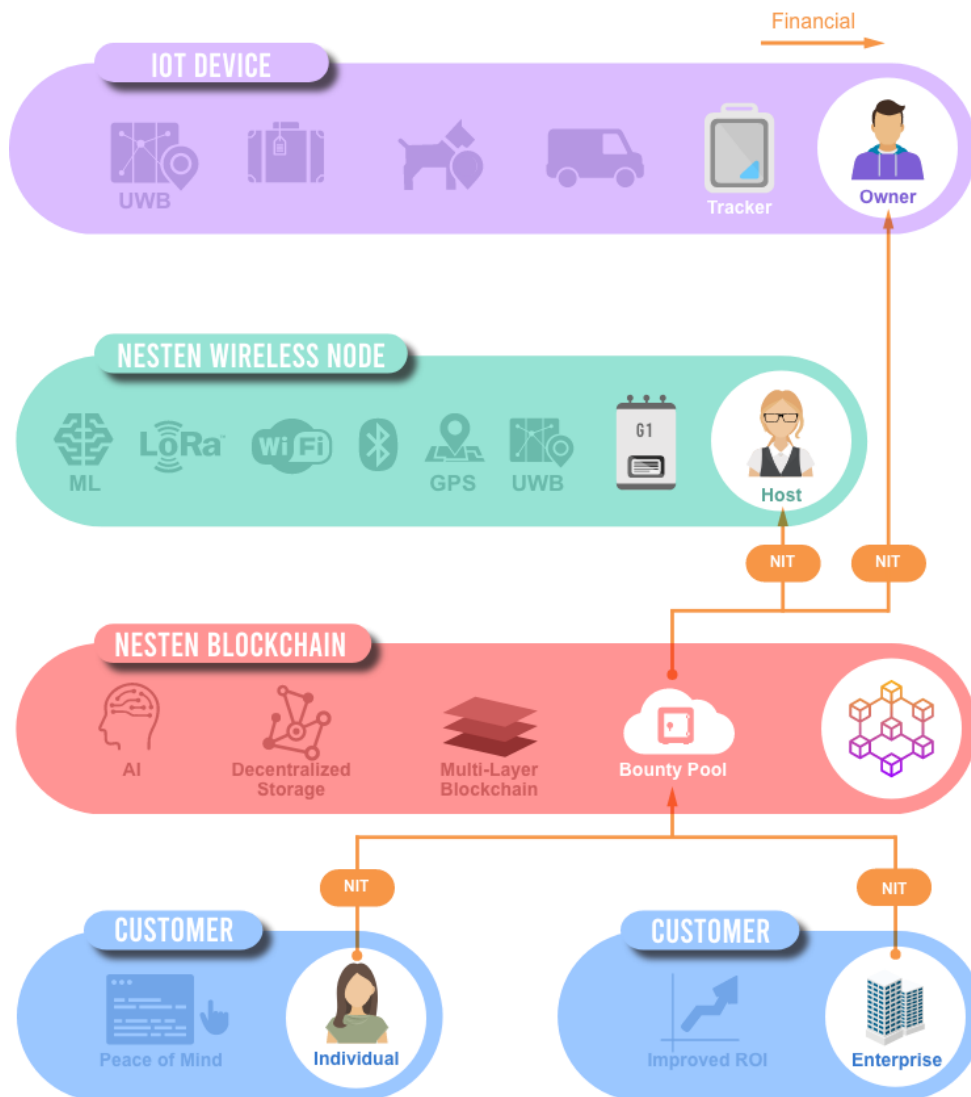 Financial
IOT DEVICE
UWB
Tracker
Owner
NESTEN WIRELESS NODE
ML
LoRa™
WiFi
GPS
UWB
G1
Host
NIT
NIT
NESTEN BLOCKCHAIN
AI
Decentralized
Storage
Multi-Layer
Blockchain
Bounty Pool
NIT
NIT
CUSTOMER
Peace of Mind
Individual
CUSTOMER
Improved ROI
Enterprise